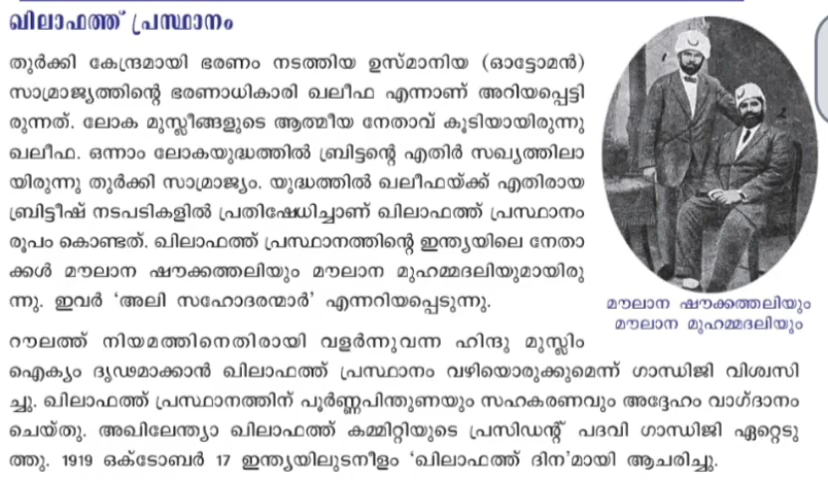 ഖിലാഫത്ത് പ്രസ്ഥാനം
തുർക്കി കേന്ദ്രമായി ഭരണം നടത്തിയ ഉസ്മാനിയ (ഓട്ടോമൻ)
സാമ്രാജ്യത്തിന്റെ ഭരണാധികാരി ഖലീഫ എന്നാണ് അറിയപ്പെട്ടി
രുന്നത്. ലോക മുസ്ലീങ്ങളുടെ ആത്മീയ നേതാവ് കൂടിയായിരുന്നു
ഖലീഫ. ഒന്നാം ലോകയുദ്ധത്തിൽ ബ്രിട്ടന്റെ എതിർ സഖ്യത്തിലാ
യിരുന്നു തുർക്കി സാമ്രാജ്യം. യുദ്ധത്തിൽ ഖലീഫയ്ക്ക് എതിരായ
ബ്രിട്ടീഷ് നടപടികളിൽ പ്രതിഷേധിച്ചാണ് ഖിലാഫത്ത് പ്രസ്ഥാനം
രൂപം കൊണ്ടത്. ഖിലാഫത്ത് പ്രസ്ഥാനത്തിന്റെ ഇന്ത്യയിലെ നേതാ
ക്കൾ മൗലാന ഷൗക്കത്തലിയും മൗലാന മുഹമ്മദലിയുമായിരു
ന്നു. ഇവർ ‘അലി സഹോദരന്മാർ’ എന്നറിയപ്പെടുന്നു.
മൗലാന ഷൗക്കത്തലിയും
മൗലാന മുഹമ്മദലിയും
റൗലത്ത് നിയമത്തിനെതിരായി വളർന്നുവന്ന ഹിന്ദു മുസ്ലിം
ഐക്യം ദൃഢമാക്കാൻ ഖിലാഫത്ത് പ്രസ്ഥാനം വഴിയൊരുക്കുമെന്ന് ഗാന്ധിജി വിശ്വസി
ച്ചു. ഖിലാഫത്ത് പ്രസ്ഥാനത്തിന് പൂർണ്ണപിന്തുണയും സഹകരണവും അദ്ദേഹം വാഗ്ദാനം
ചെയ്തു. അഖിലേന്ത്യാ ഖിലാഫത്ത് കമ്മിറ്റിയുടെ പ്രസിഡന്റ് പദവി ഗാന്ധിജി ഏറ്റെടു
ത്തു. 1919 ഒക്ടോബർ 17 ഇന്ത്യയിലുടനീളം ‘ഖിലാഫത്ത് ദിന’മായി ആചരിച്ചു.